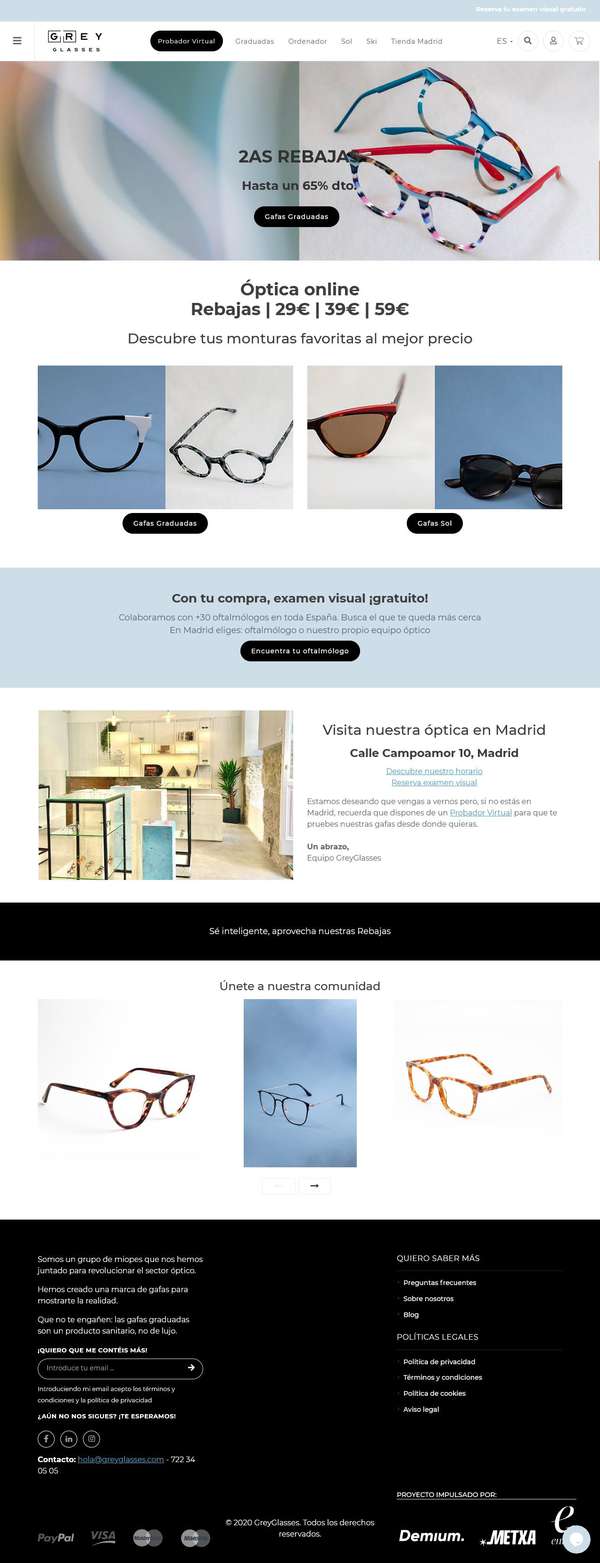 Reserva tu examen visual gratuito
GREY
GLASSES
Probador Virtual
Graduadas
Ordenador
Sol
Ski
Tienda Madrid
ES
2AS REBAJAS
Hasta un 65% dto.
Gafas Graduadas
Óptica online
Rebajas | 29€ | 39€ | 59€
Descubre tus monturas favoritas al mejor precio
Gafas Graduadas
Gafas Sol
Con tu compra, examen visual ¡gratuito!
Colaboramos con +30 oftalmólogos en toda España. Busca el que te queda más cerca
En Madrid eliges: oftalmólogo o nuestro propio equipo óptico
Encuentra tu oftalmólogo
Visita nuestra óptica en Madrid
Calle Campoamor 10, Madrid
Descubre nuestro horario
Reserva examen visual
Estamos deseando que vengas a vernos pero, si no estás en
Madrid, recuerda que dispones de un Probador Virtual para que te
pruebes nuestras gafas desde donde quieras.
Un abrazo,
Equipo GreyGlasses
Sé inteligente, aprovecha nuestras Rebajas
Únete a nuestra comunidad
Somos un grupo de miopes que nos hemos
juntado para revolucionar el sector óptico.
Hemos creado una marca de gafas para
mostrarte la realidad.
Que no te engañen: las gafas graduadas
son un producto sanitario, no de lujo.
¡QUIERO QUE ME CONTÉIS MÁS!
Introduce tu email ...
Introduciendo mi email acepto los términos y
condiciones y la política de privacidad
¿AÚN NO NOS SIGUES? ¡TE ESPERAMOS!
Contacto: hola@greyglasses.com - 722 34
05 05
QUIERO SABER MÁS
Preguntas frecuentes
Sobre nosotros
Blog
POLÍTICAS LEGALES
Política de privacidad
Términos y condiciones
Política de cookies
Aviso legal
PROYECTO IMPULSADO POR:
PayPal
VISA
© 2020 GreyGlasses. Todos los derechos
reservados.
Demium.
METXA
e